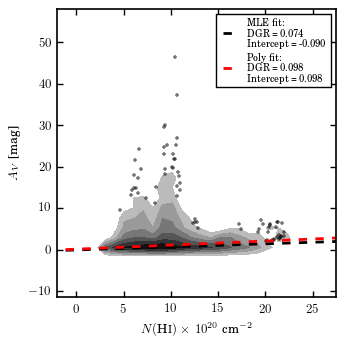 MLE fit:
DGR = 0.074
Intercept = -0.090
Poly fit:
DGR = 0.098
Intercept = 0.098
50
40
30
20
10
0
−10
A_V [mag]
0 5 10 15 20 25
N(HI) × 10^20 cm^−2